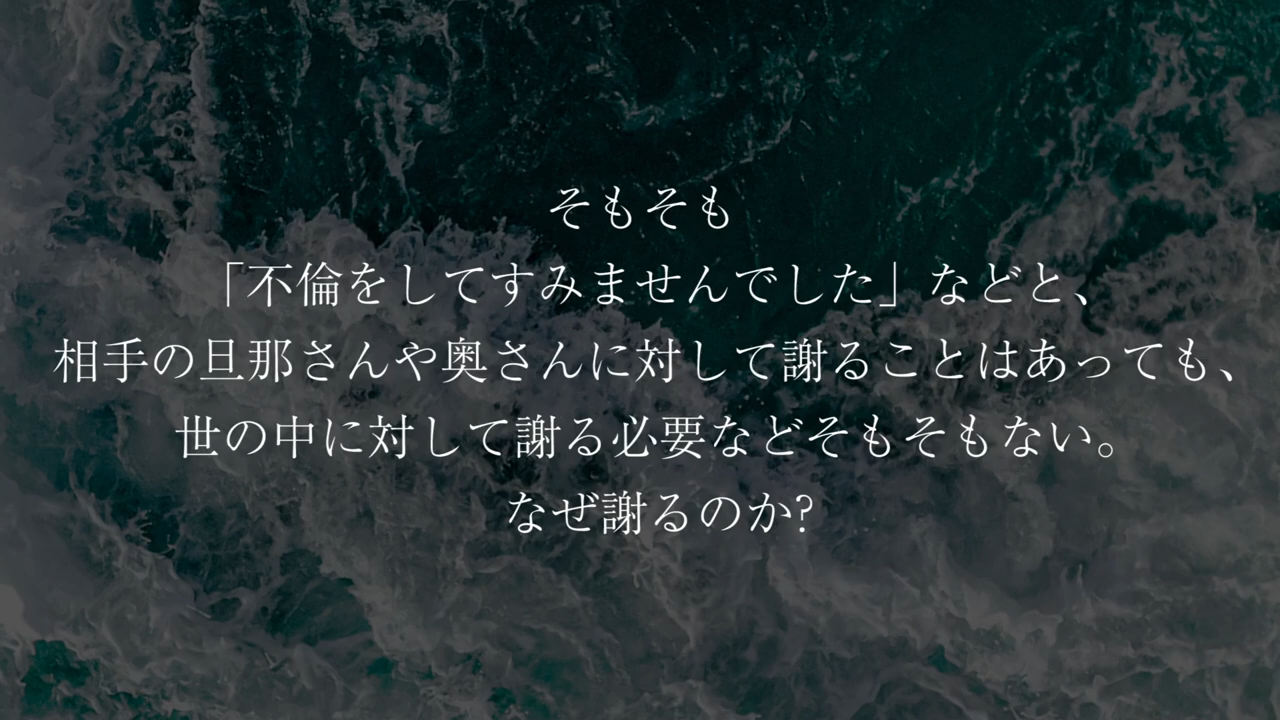 そもそも
「不倫をしてすみませんでした」などと、
相手の旦那さんや奥さんに対して謝ることはあっても、
世の中に対して謝る必要などそもそもない。
なぜ謝るのか?